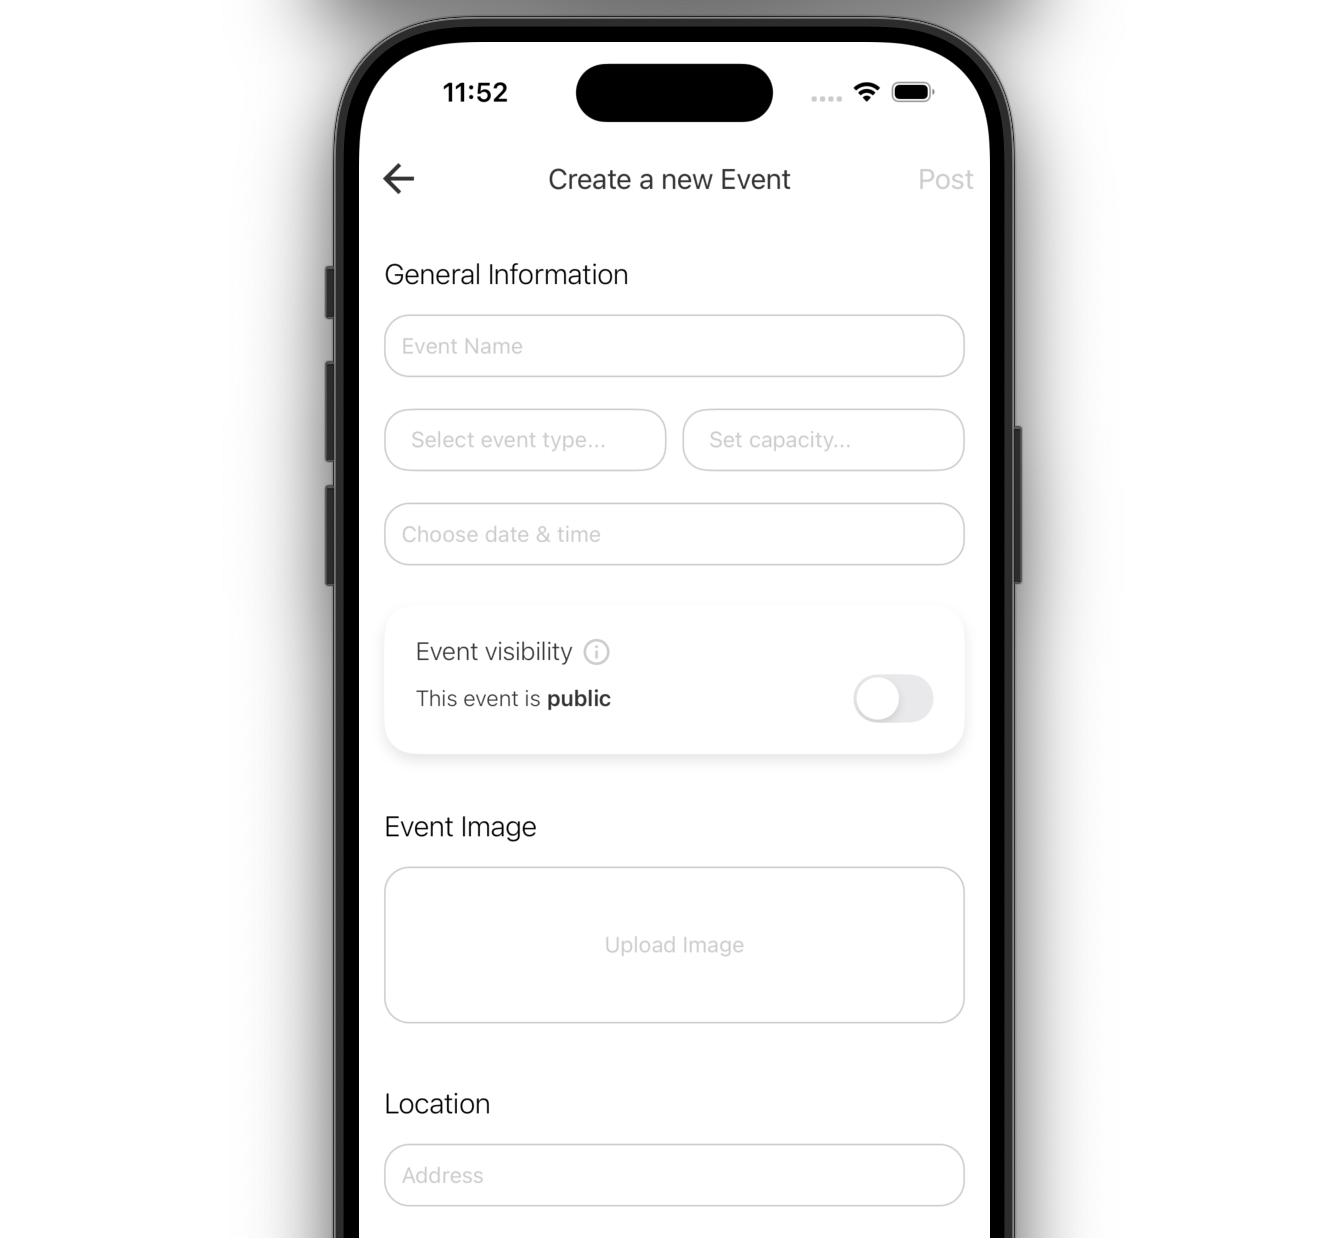 11:52
Create a new Event
Post
General Information
Event Name
Select event type...
Set capacity...
Choose date & time
Event visibility
This event is public
Event Image
Upload Image
Location
Address